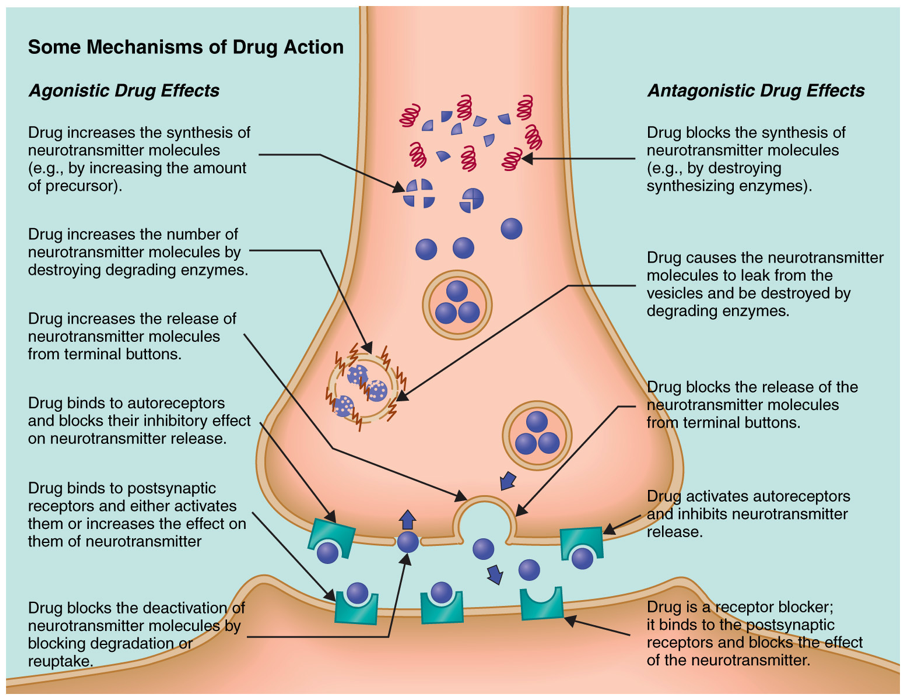 Some Mechanisms of Drug Action
Agonistic Drug Effects
Drug increases the synthesis of
neurotransmitter molecules
(e.g., by increasing the amount
of precursor).
Drug increases the number of
neurotransmitter molecules by
destroying degrading enzymes.
Drug increases the release of
neurotransmitter molecules
from terminal buttons.
Drug binds to autoreceptors
and blocks their inhibitory effect
on neurotransmitter release.
Drug binds to postsynaptic
receptors and either activates
them or increases the effect on
them of neurotransmitter
Drug blocks the deactivation of
neurotransmitter molecules by
blocking degradation or
reuptake.
Antagonistic Drug Effects
Drug blocks the synthesis of
neurotransmitter molecules
(e.g., by destroying
synthesizing enzymes).
Drug causes the neurotransmitter
molecules to leak from the
vesicles and be destroyed by
degrading enzymes.
Drug blocks the release of the
neurotransmitter molecules
from terminal buttons.
Drug activates autoreceptors
and inhibits neurotransmitter
release.
Drug is a receptor blocker;
it binds to the postsynaptic
receptors and blocks the effect
of the neurotransmitter.